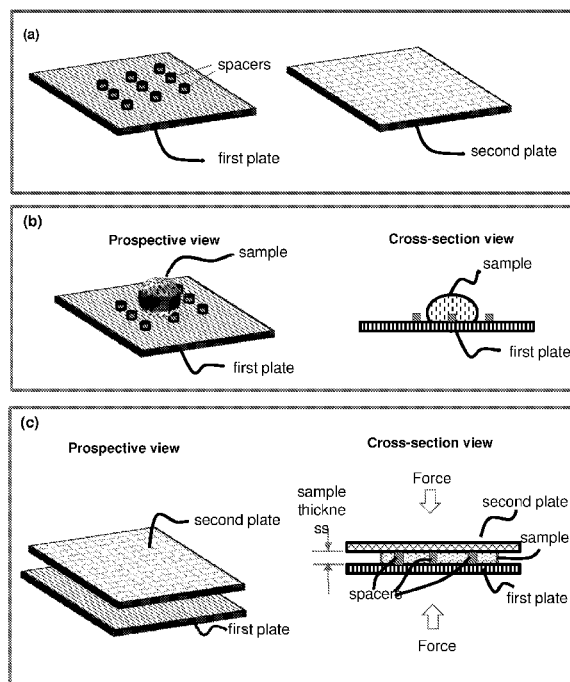 (a)
spacers
first plate
second plate
(b)
Prospective view
Cross-section view
sample
sample
first plate
first plate
(c)
Prospective view
Cross-section view
Force
sample
thickne
ss
second plate
second plate
sample
spacers
first plate
first plate
Force